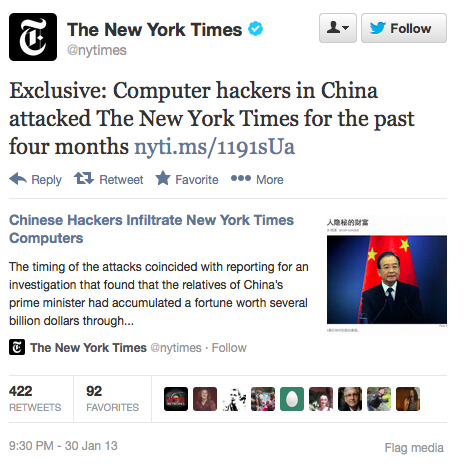 The New York Times
@nytimes
Follow
Exclusive: Computer hackers in China
attacked The New York Times for the past
four months nyti.ms/1191sUa
Reply Retweet Favorite More
Chinese Hackers Infiltrate New York Times
Computers
The timing of the attacks coincided with reporting for an
investigation that found that the relatives of China's
prime minister had accumulated a fortune worth several
billion dollars through...
人隐秘的财富
The New York Times @nytimes · Follow
422
RETWEETS
92
FAVORITES
9:30 PM - 30 Jan 13
Flag media